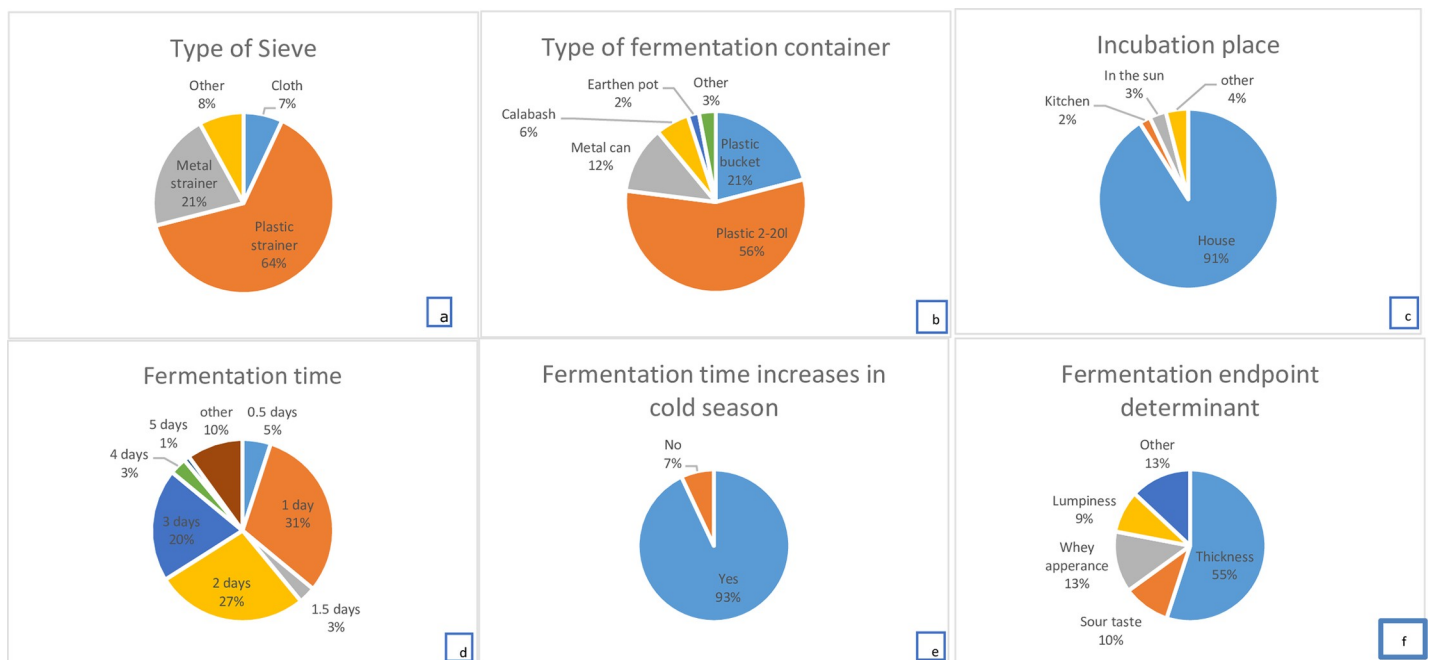 Type of Sieve
Other
8%
Cloth
7%
Metal
strainer
21%
Plastic
strainer
64%
a
Type of fermentation container
Earthen pot
2%
Other
3%
Calabash
6%
Metal can
12%
Plastic
bucket
21%
Plastic 2-20l
56%
b
Incubation place
In the sun
3%
other
4%
Kitchen
2%
House
91%
c
Fermentation time
5 days
1%
other
10%
0.5 days
5%
4 days
3%
1 day
31%
3 days
20%
2 days
27%
1.5 days
3%
d
Fermentation time increases in
cold season
No
7%
Yes
93%
e
Fermentation endpoint
determinant
Other
13%
Lumpiness
9%
Whey
apperance
13%
Thickness
55%
Sour taste
10%
f